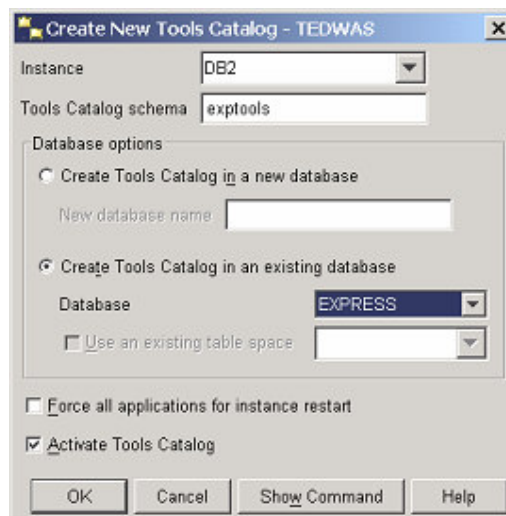 Create New Tools Catalog - TEDWAS
Instance DB2
Tools Catalog schema exptools
Database options
Create Tools Catalog in a new database
New database name
Create Tools Catalog in an existing database
Database EXPRESS
Use an existing table space
Force all applications for instance restart
Activate Tools Catalog
OK Cancel Show Command Help